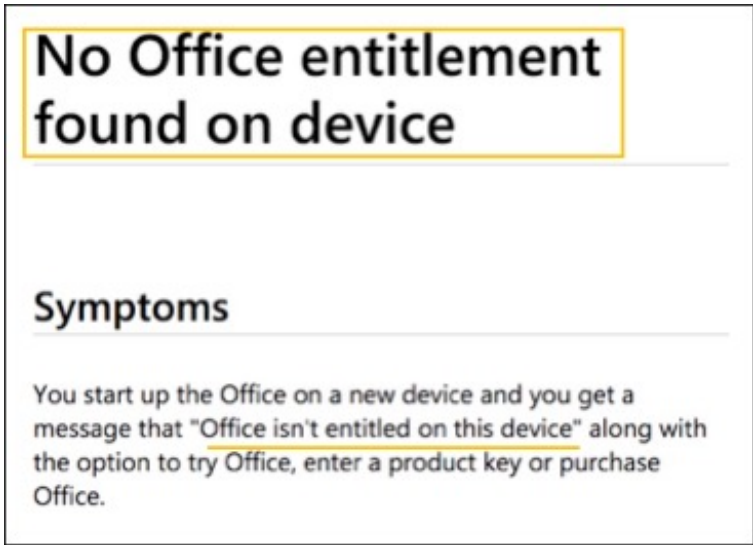 No Office entitlement
found on device
Symptoms
You start up the Office on a new device and you get a
message that "Office isn't entitled on this device" along with
the option to try Office, enter a product key or purchase
Office.